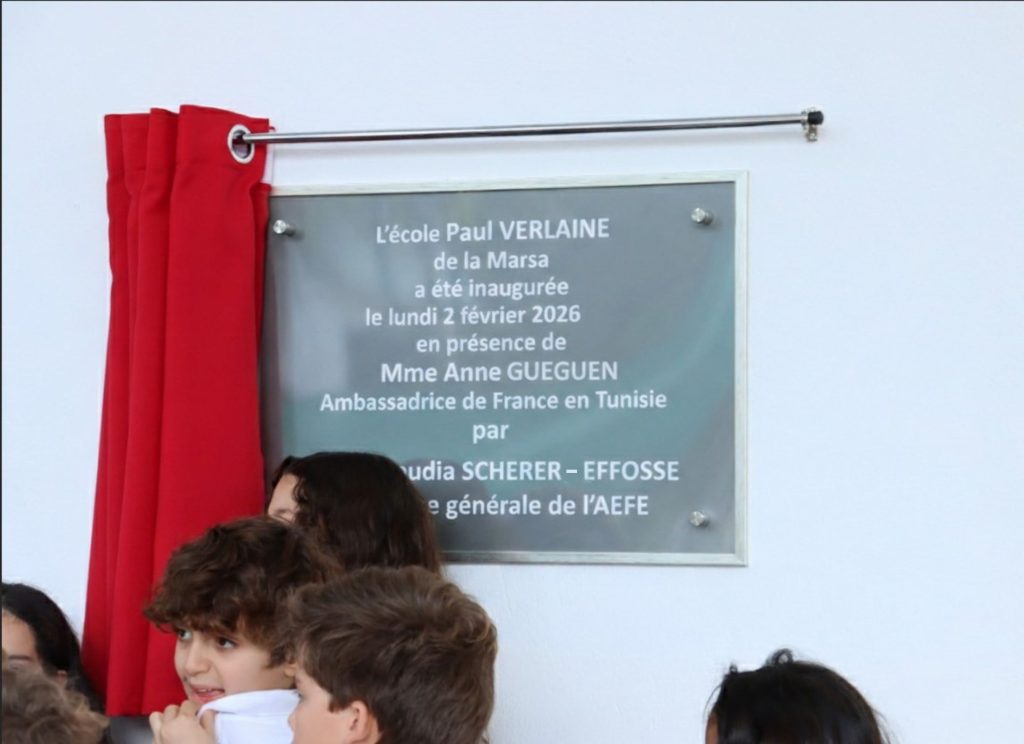 L'école Paul VERLAINE
de la Marsa
a été inaugurée
le lundi 2 février 2026
en présence de
Mme Anne GUEGUEN
Ambassadrice de France en Tunisie
par
SCHERER – EFFOSSE
générale de l'AEFE